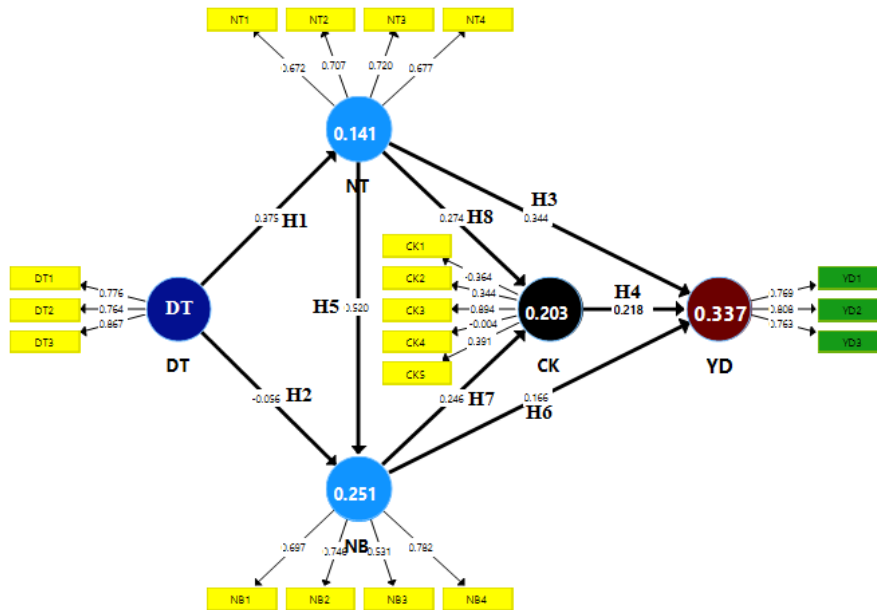 NT1 NT2 NT3 NT4
0.672 0.707 0.720 0.677
0.141
NT
0.375 H1
0.274 H8
H3
0.344
DT1
DT2
DT3
0.776
0.764
0.867
DT
DT
H5 0.520
CK1
CK2
CK3
CK4
CK5
-0.364
0.344
0.894
-0.004
0.391
0.203
CK
H4
0.218
0.337
YD
0.769
0.808
0.763
YD1
YD2
YD3
-0.056 H2
0.246 H7
0.166
H6
0.251
NB
0.697 0.746 0.531 0.782
NB1 NB2 NB3 NB4